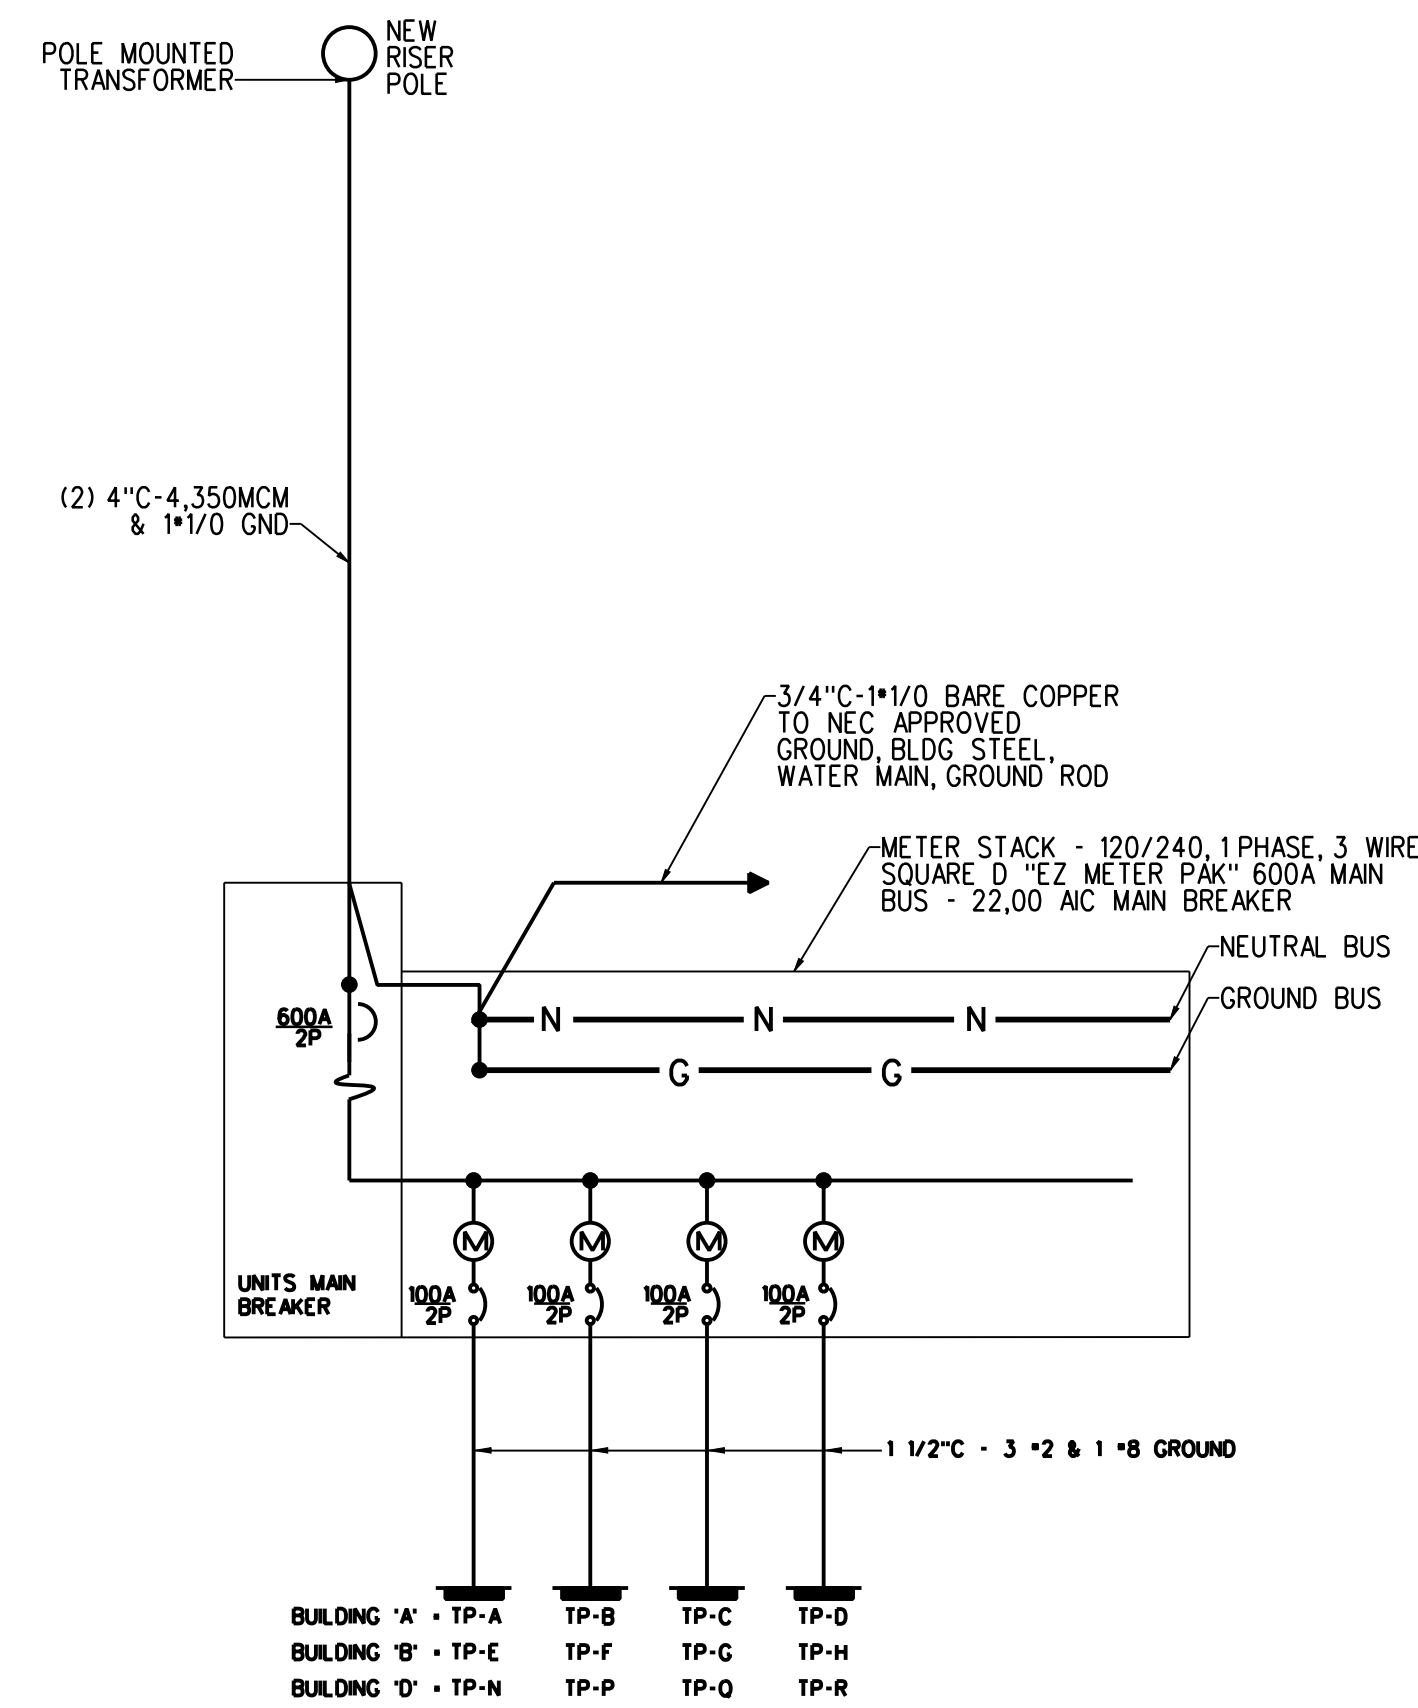 POLE MOUNTED
TRANSFORMER
NEW
RISER
POLE
(2) 4"C-4,350MCM
& 1#1/0 GND
3/4"C-1#1/0 BARE COPPER
TO NEC APPROVED
GROUND, BLDG STEEL,
WATER MAIN, GROUND ROD
METER STACK - 120/240, 1 PHASE, 3 WIRE
SQUARE D "EZ METER PAK" 600A MAIN
BUS - 22,00 AIC MAIN BREAKER
NEUTRAL BUS
GROUND BUS
600A
2P
N N N
G G
M M M M
UNITS MAIN
BREAKER
100A 100A 100A 100A
2P 2P 2P 2P
1 1/2"C - 3 #2 & 1 #8 GROUND
BUILDING 'A' - TP-A TP-B TP-C TP-D
BUILDING 'B' - TP-E TP-F TP-G TP-H
BUILDING 'D' - TP-N TP-P TP-Q TP-R